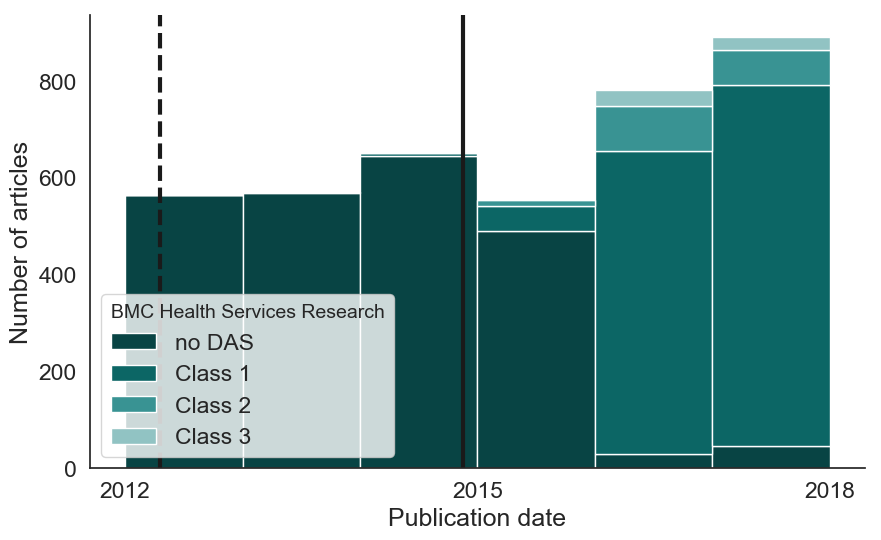 Number of articles
800
600
400
200
0
BMC Health Services Research
no DAS
Class 1
Class 2
Class 3
2012
2015
2018
Publication date